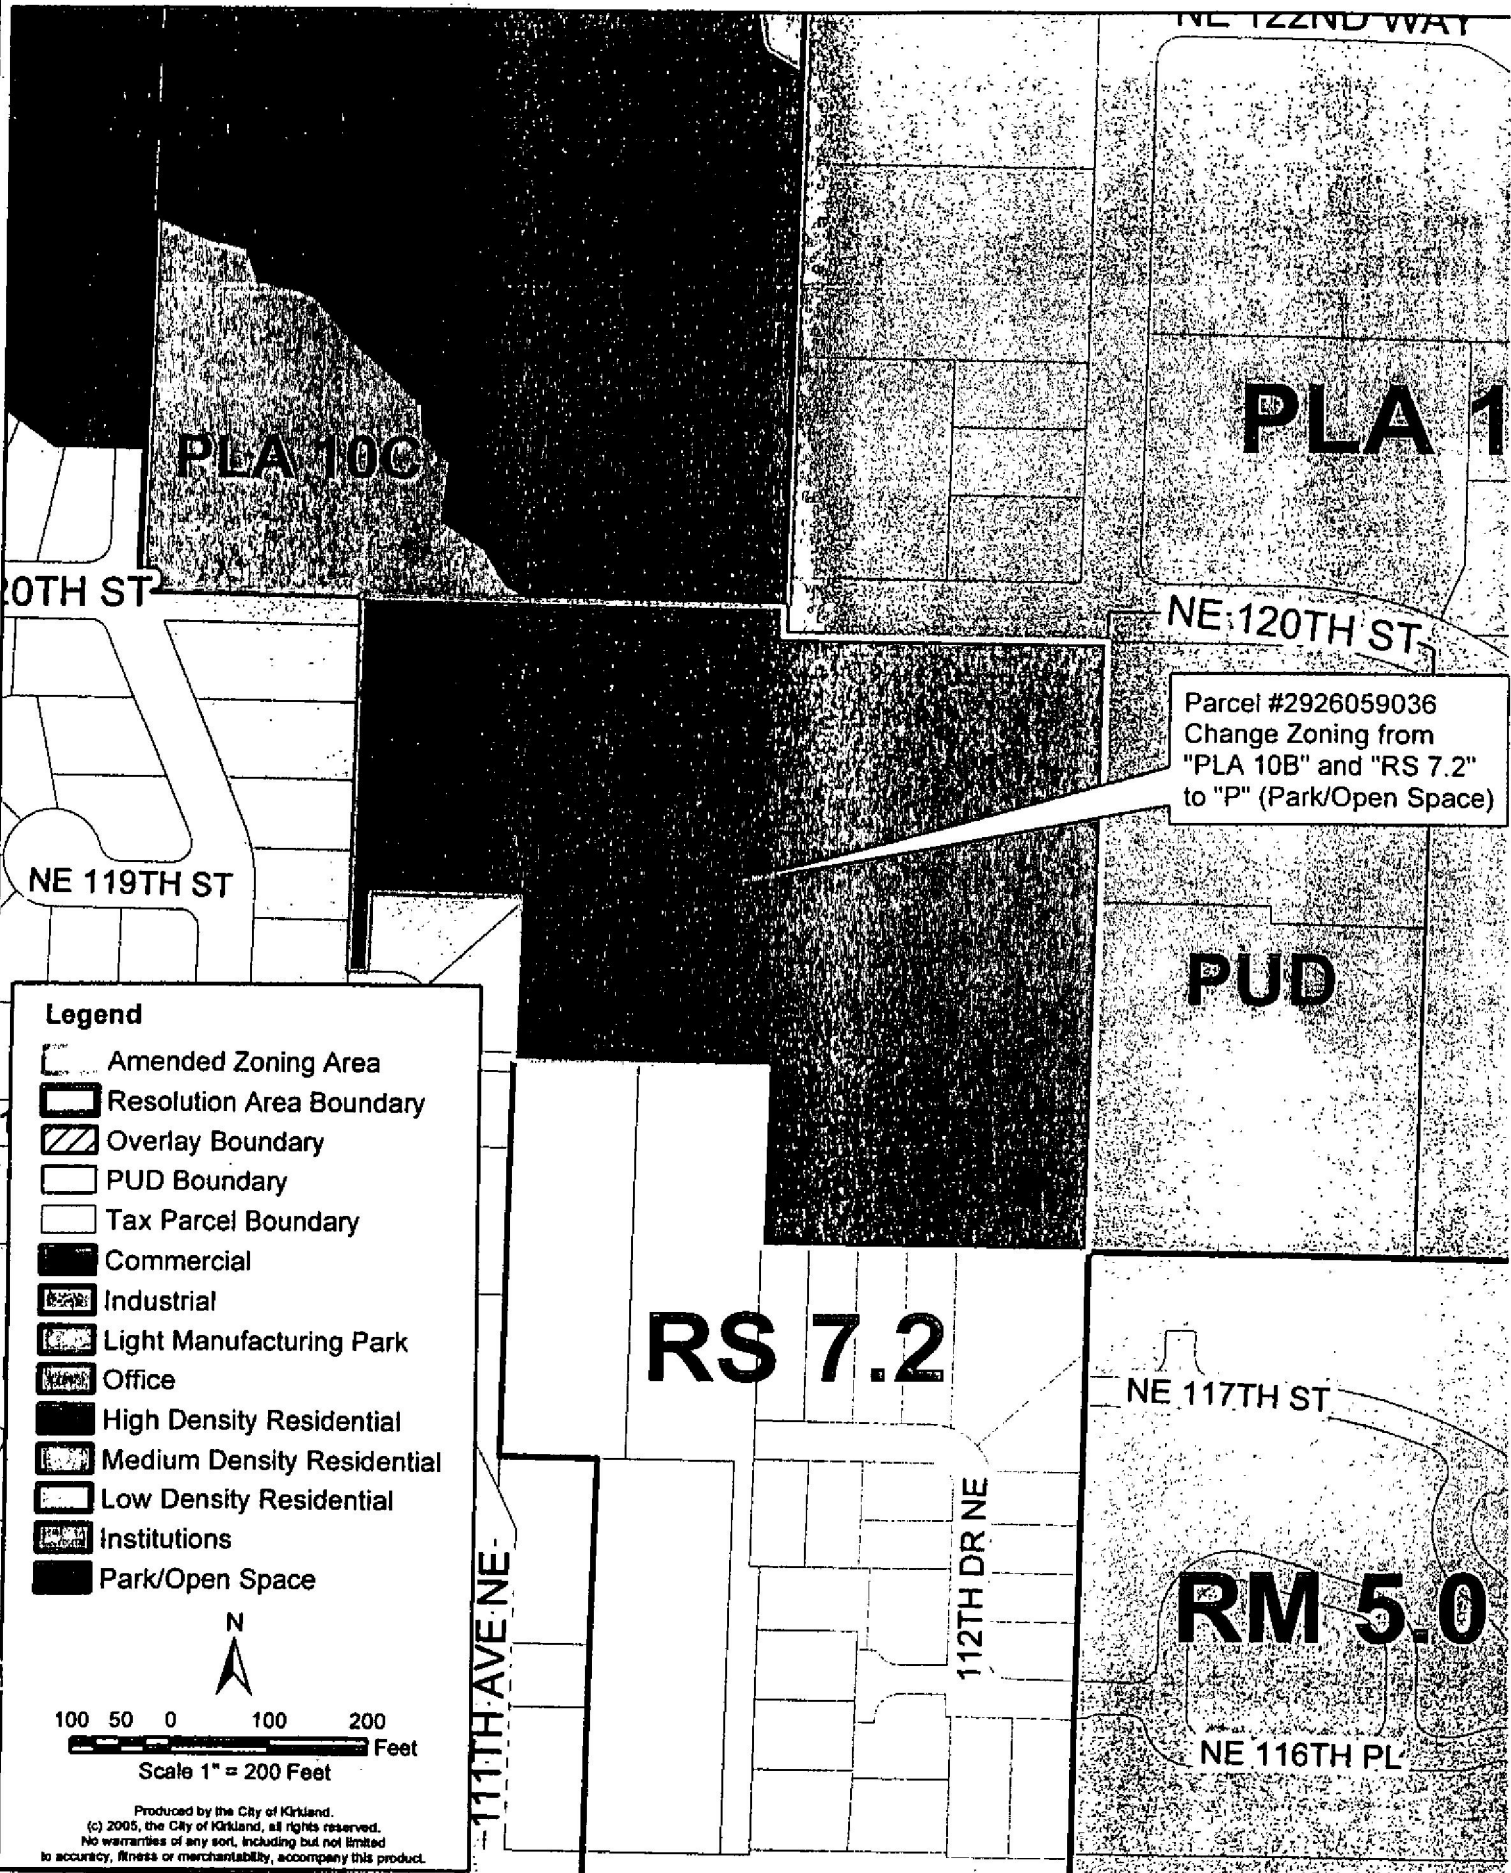 NE 122ND WAY
PLA 10C
PLA 1
20TH ST
NE 120TH ST
Parcel #2926059036
Change Zoning from
"PLA 10B" and "RS 7.2"
to "P" (Park/Open Space)
NE 119TH ST
PUD
Legend
Amended Zoning Area
Resolution Area Boundary
Overlay Boundary
PUD Boundary
Tax Parcel Boundary
Commercial
Industrial
Light Manufacturing Park
Office
High Density Residential
Medium Density Residential
Low Density Residential
Institutions
Park/Open Space
N
100 50 0 100 200
Feet
Scale 1" = 200 Feet
Produced by the City of Kirkland.
(c) 2005, the City of Kirkland, all rights reserved.
No warranties of any sort, including but not limited
to accuracy, fitness or merchantability, accompany this product.
RS 7.2
NE 117TH ST
111TH AVE NE
112TH DR NE
RM 5.0
NE 116TH PL